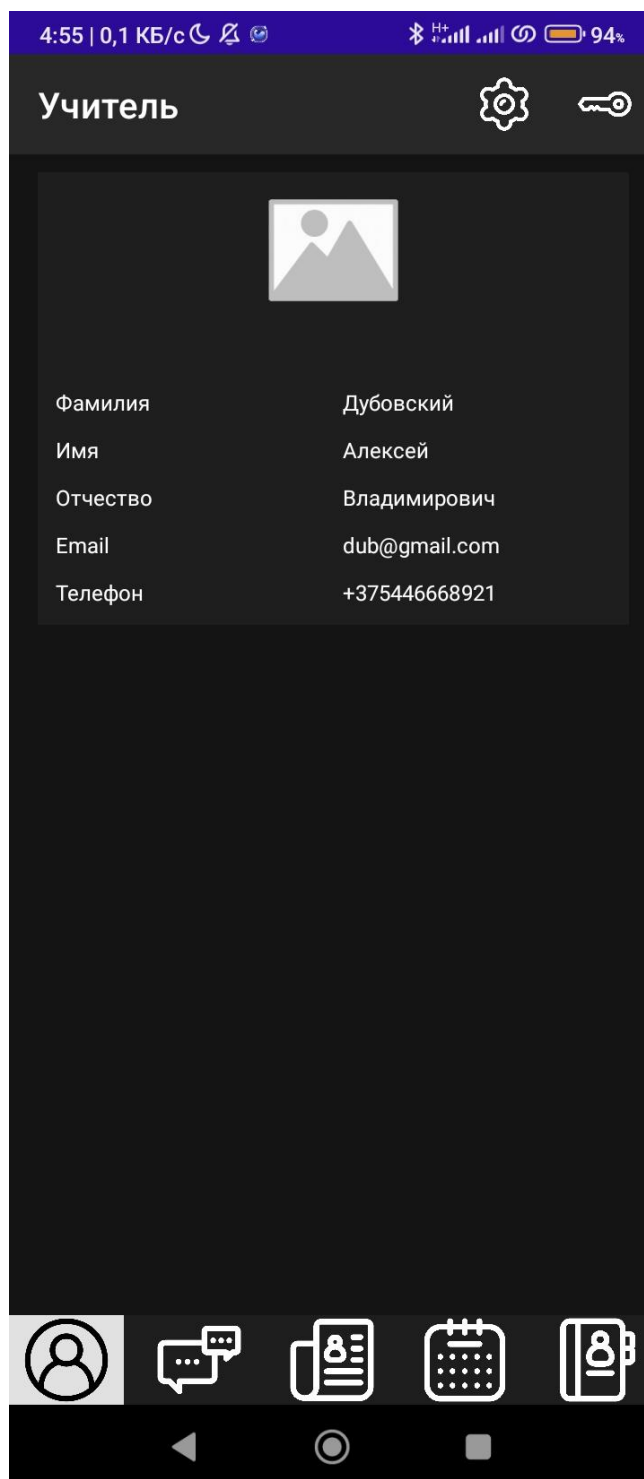 4:55 | 0,1 КБ/с H+ 94%
Учитель
Фамилия Дубовский
Имя Алексей
Отчество Владимирович
Email dub@gmail.com
Телефон +375446668921